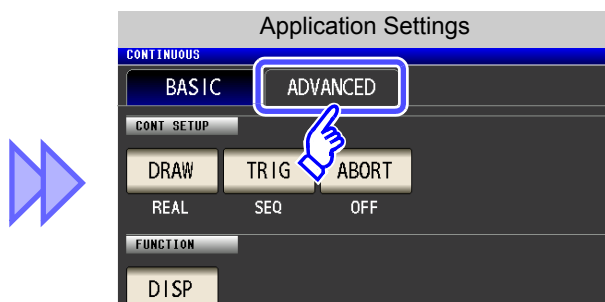 Application Settings
CONTINUOUS
BASIC ADVANCED
CONT SETUP
DRAW TRIG ABORT
REAL SEQ OFF
FUNCTION
DISP